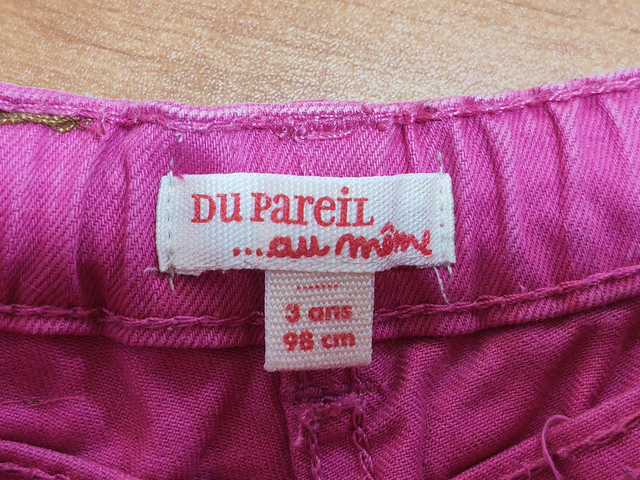 Du PareiL
....au même
.......
3 ans
98 cm